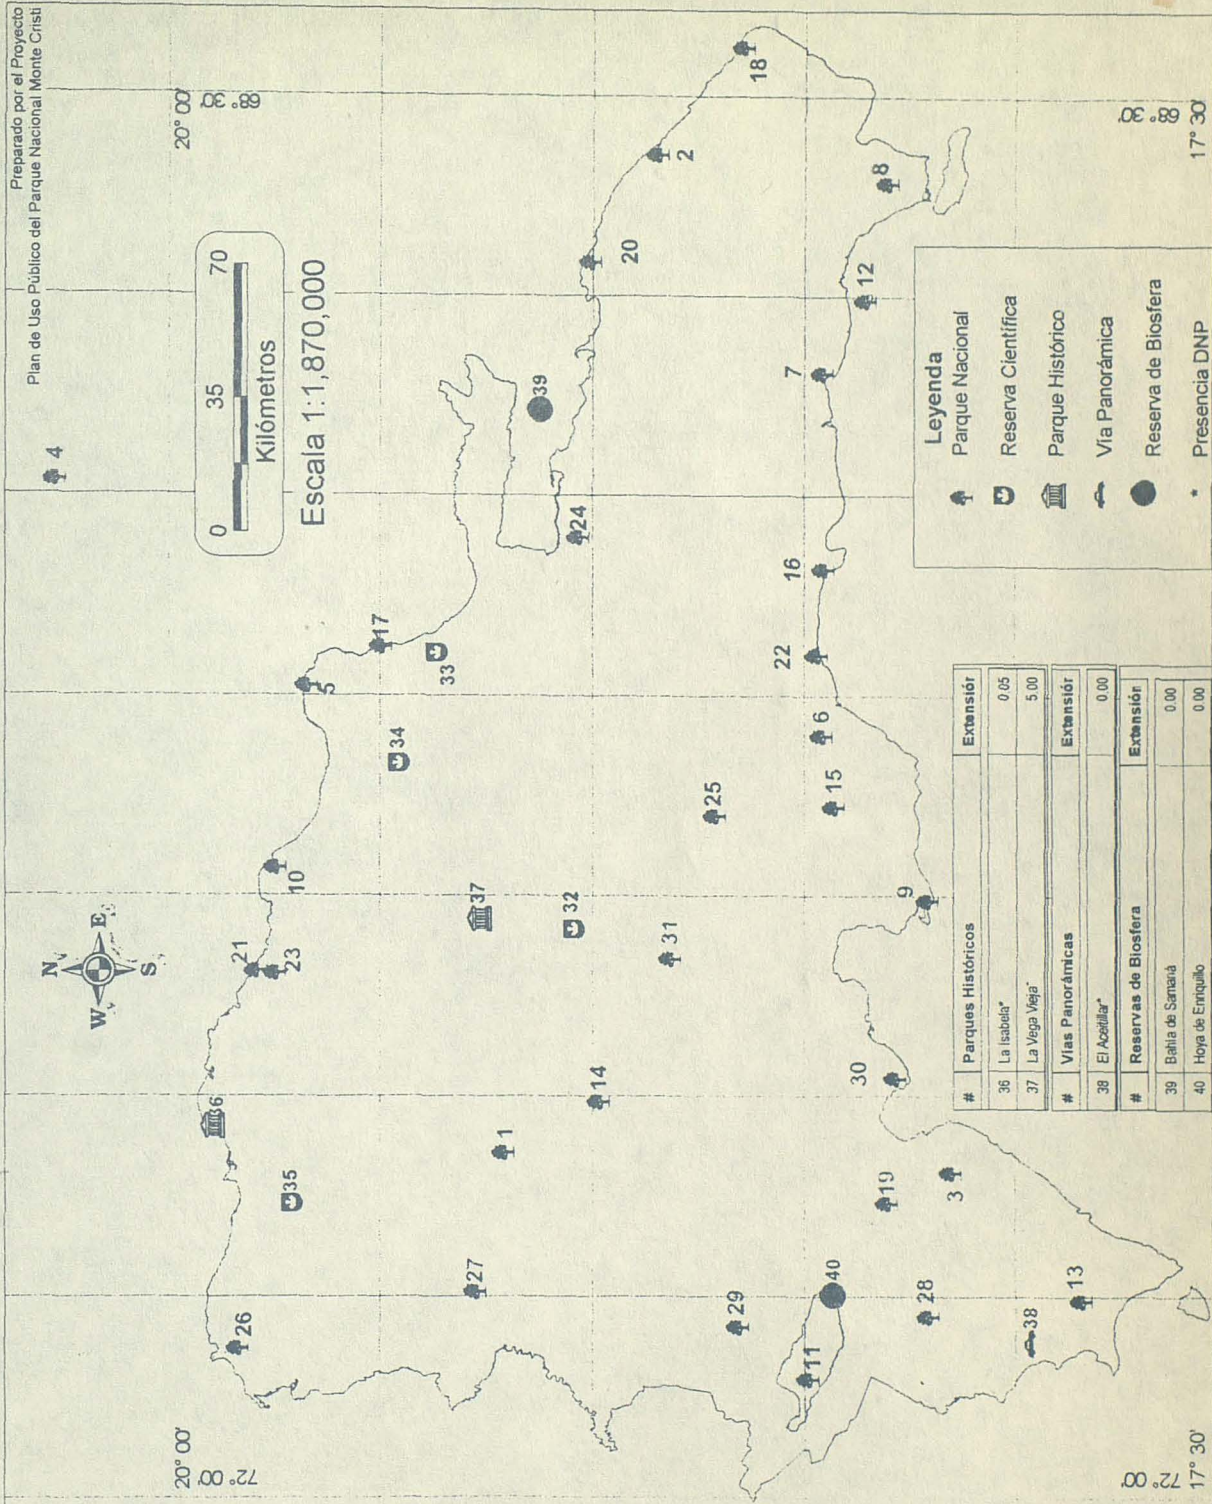 Preparado por el Proyecto
Plan de Uso Público del Parque Nacional Monte Cristi
20° 00'
72° 00'
20° 00'
68° 30'
N
W
E
S
0
35
70
Kilómetros
Escala 1:1,870,000
4
26
36
35
21
23
10
5
17
33
34
27
1
37
32
14
31
24
39
20
2
18
29
25
11
40
19
3
28
38
13
30
9
15
6
22
16
7
12
8
Leyenda
Parque Nacional
Reserva Científica
Parque Histórico
Vía Panorámica
Reserva de Biosfera
* Presencia DNP
# Parques Históricos Extensión
36 La Isabela* 0.05
37 La Vega Vieja* 5.00
# Vías Panorámicas Extensión
38 El Aceitillar* 0.00
# Reservas de Biosfera Extensión
39 Bahía de Samaná 0.00
40 Hoya de Enriquillo 0.00
72° 00'
17° 30'
68° 30'
17° 30'